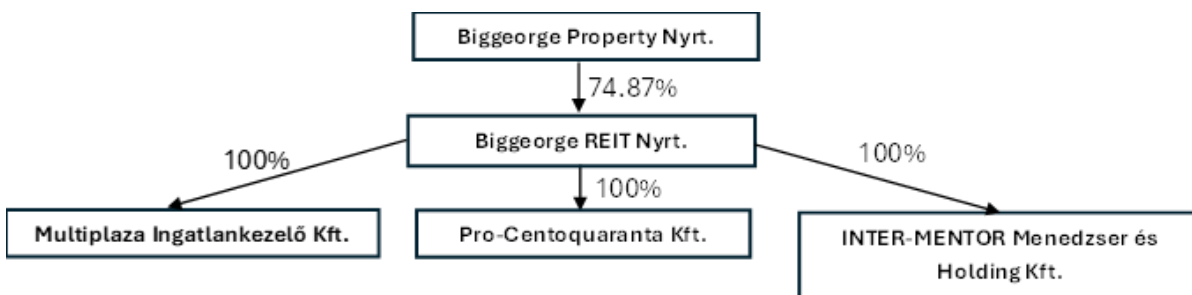 Biggeorge Property Nyrt.
74.87%
Biggeorge REIT Nyrt.
100%
100%
100%
Multiplaza Ingatlankezelő Kft.
Pro-Centoquaranta Kft.
INTER-MENTOR Menedzser és
Holding Kft.